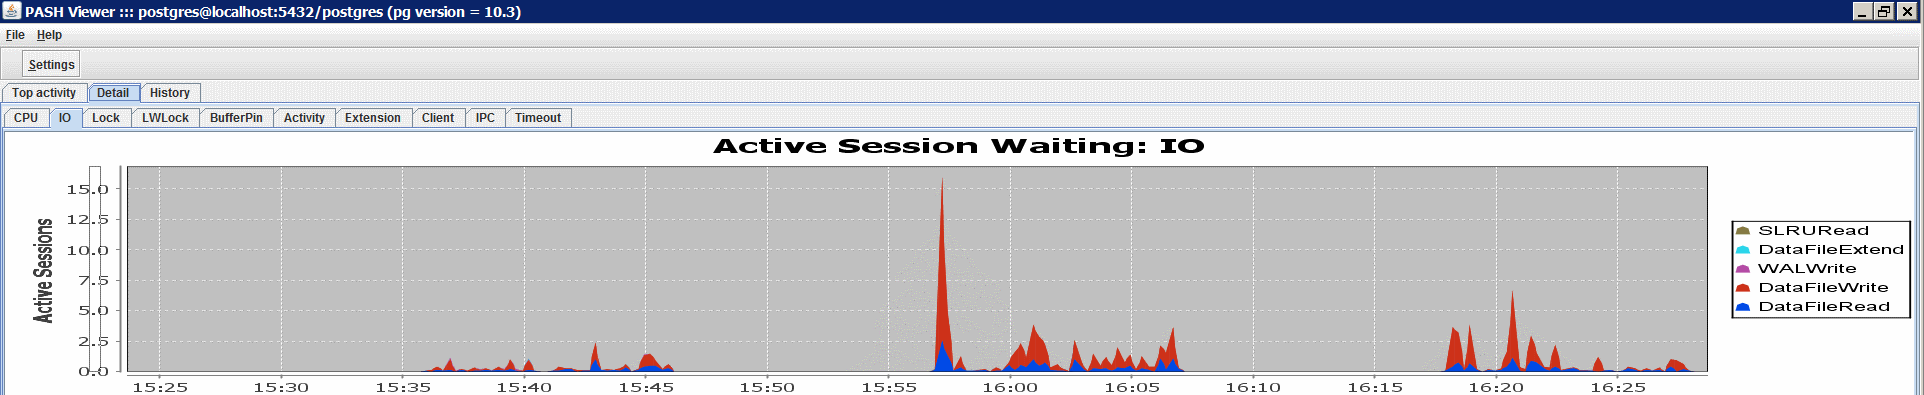 PASH Viewer ::: postgres@localhost:5432/postgres (pg version = 10.3)
File Help
Settings
Top activity Detail History
CPU IO Lock LWLock BufferPin Activity Extension Client IPC Timeout
Active Session Waiting: IO
Active Sessions
15.0
12.5
10.0
7.5
5.0
2.5
0.0
15:25 15:30 15:35 15:40 15:45 15:50 15:55 16:00 16:05 16:10 16:15 16:20 16:25
SLRURead
DataFileExtend
WALWrite
DataFileWrite
DataFileRead